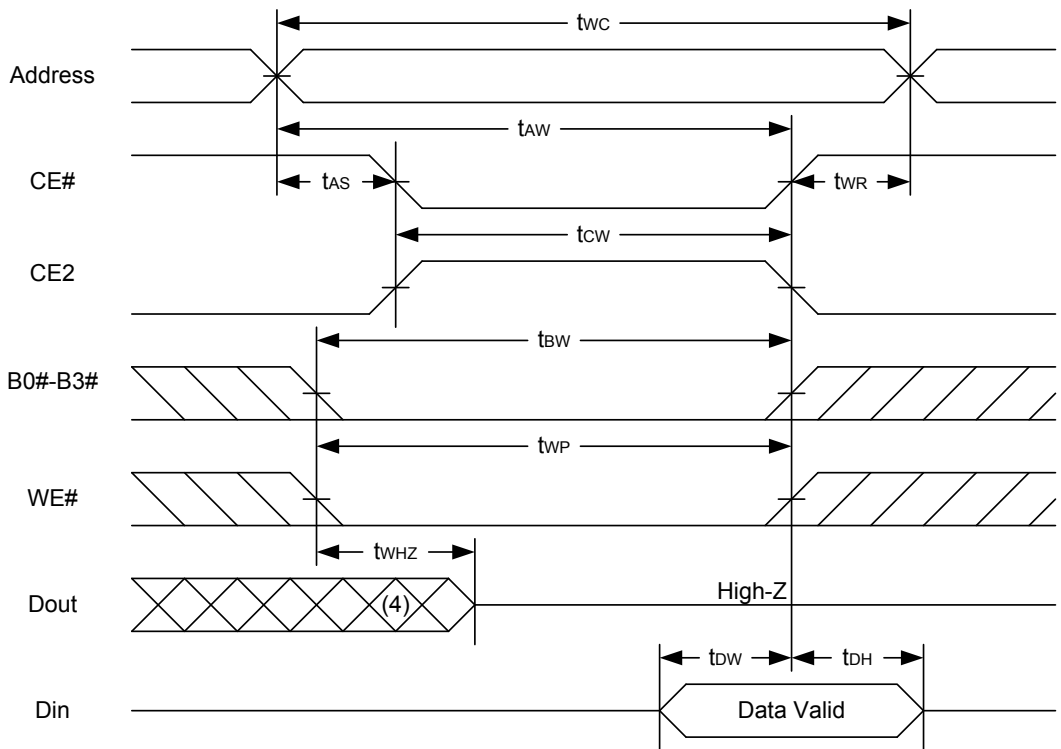 tWC
Address
tAW
CE#
tAS
tWR
tCW
CE2
tBW
B0#-B3#
tWP
WE#
tWHZ
Dout
(4)
High-Z
tDW
tDH
Din
Data Valid